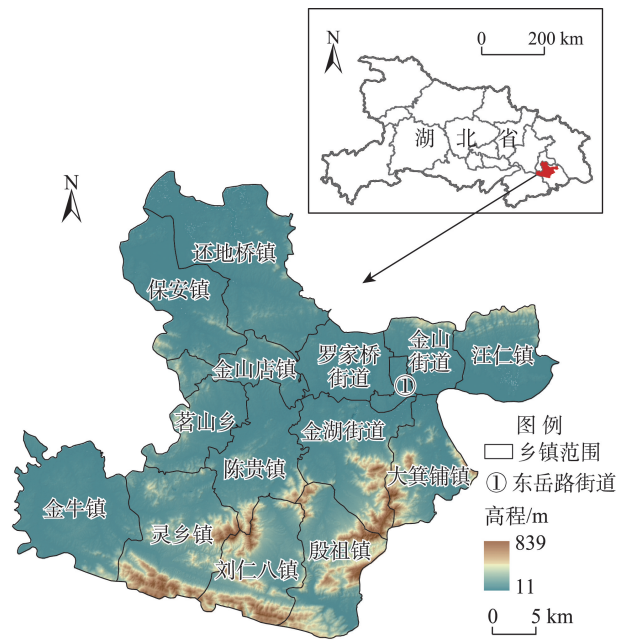 N
0 200 km
湖北省
N
还地桥镇
保安镇
金山店镇
罗家桥
街道
金山
街道
汪仁镇
①
茗山乡
金湖街道
陈贵镇
大箕铺镇
金牛镇
灵乡镇
刘仁八镇
殷祖镇
图例
乡镇范围
① 东岳路街道
高程/m
839
11
0 5 km